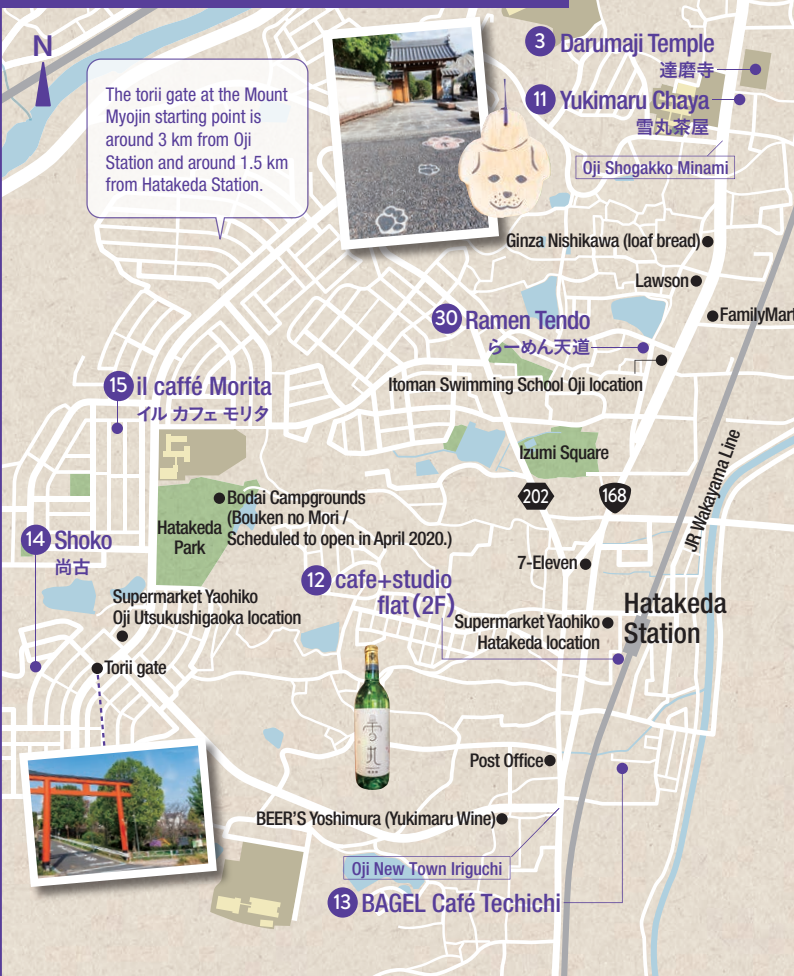 N
The torii gate at the Mount
Myojin starting point is
around 3 km from Oji
Station and around 1.5 km
from Hatakeda Station.
3 Darumaji Temple
達磨寺
11 Yukimaru Chaya
雪丸茶屋
Oji Shogakko Minami
Ginza Nishikawa (loaf bread)
Lawson
FamilyMart
30 Ramen Tendo
らーめん天道
Itoman Swimming School Oji location
15 il caffé Morita
イル カフェ モリタ
Izumi Square
202
168
JR Wakayama Line
Bodai Campgrounds
(Bouken no Mori /
Scheduled to open in April 2020.)
Hatakeda
Park
14 Shoko
尚古
7-Eleven
12 cafe+studio
flat(2F)
Supermarket Yaohiko
Oji Utsukushigaoka location
Supermarket Yaohiko
Hatakeda location
Hatakeda
Station
Torii gate
雪丸
Post Office
BEER'S Yoshimura (Yukimaru Wine)
Oji New Town Iriguchi
13 BAGEL Café Techichi